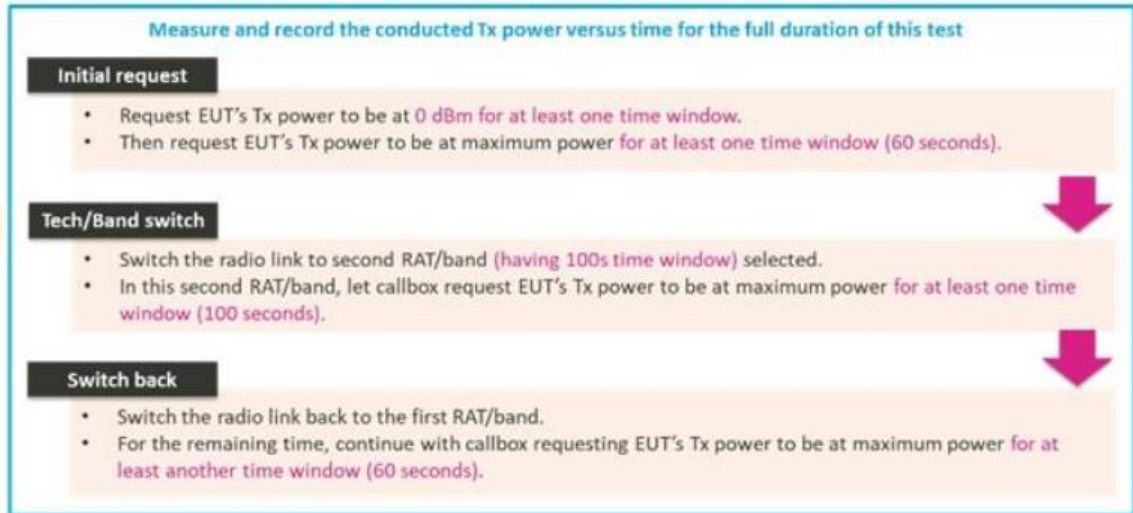 Measure and record the conducted Tx power versus time for the full duration of this test
Initial request
• Request EUT's Tx power to be at 0 dBm for at least one time window.
• Then request EUT's Tx power to be at maximum power for at least one time window (60 seconds).
Tech/Band switch
• Switch the radio link to second RAT/band (having 100s time window) selected.
• In this second RAT/band, let callbox request EUT's Tx power to be at maximum power for at least one time
window (100 seconds).
Switch back
• Switch the radio link back to the first RAT/band.
• For the remaining time, continue with callbox requesting EUT's Tx power to be at maximum power for at
least another time window (60 seconds).